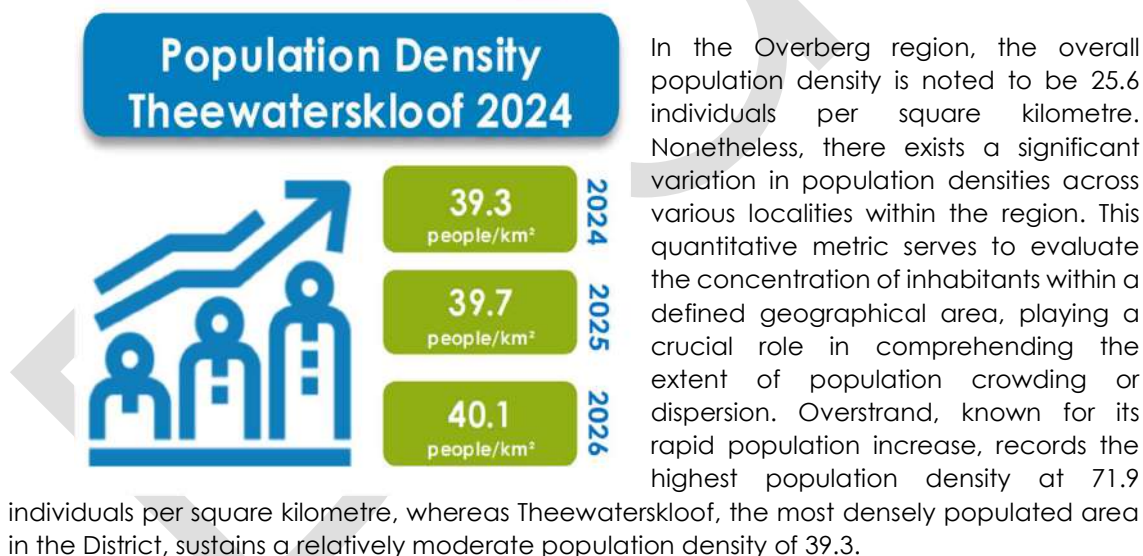 Population Density
Theewaterskloof 2024
39.3
people/km²
2024
39.7
people/km²
2025
40.1
people/km²
2026
In the Overberg region, the overall
population density is noted to be 25.6
individuals per square kilometre.
Nonetheless, there exists a significant
variation in population densities across
various localities within the region. This
quantitative metric serves to evaluate
the concentration of inhabitants within a
defined geographical area, playing a
crucial role in comprehending the
extent of population crowding or
dispersion. Overstrand, known for its
rapid population increase, records the
highest population density at 71.9
individuals per square kilometre, whereas Theewaterskloof, the most densely populated area
in the District, sustains a relatively moderate population density of 39.3.